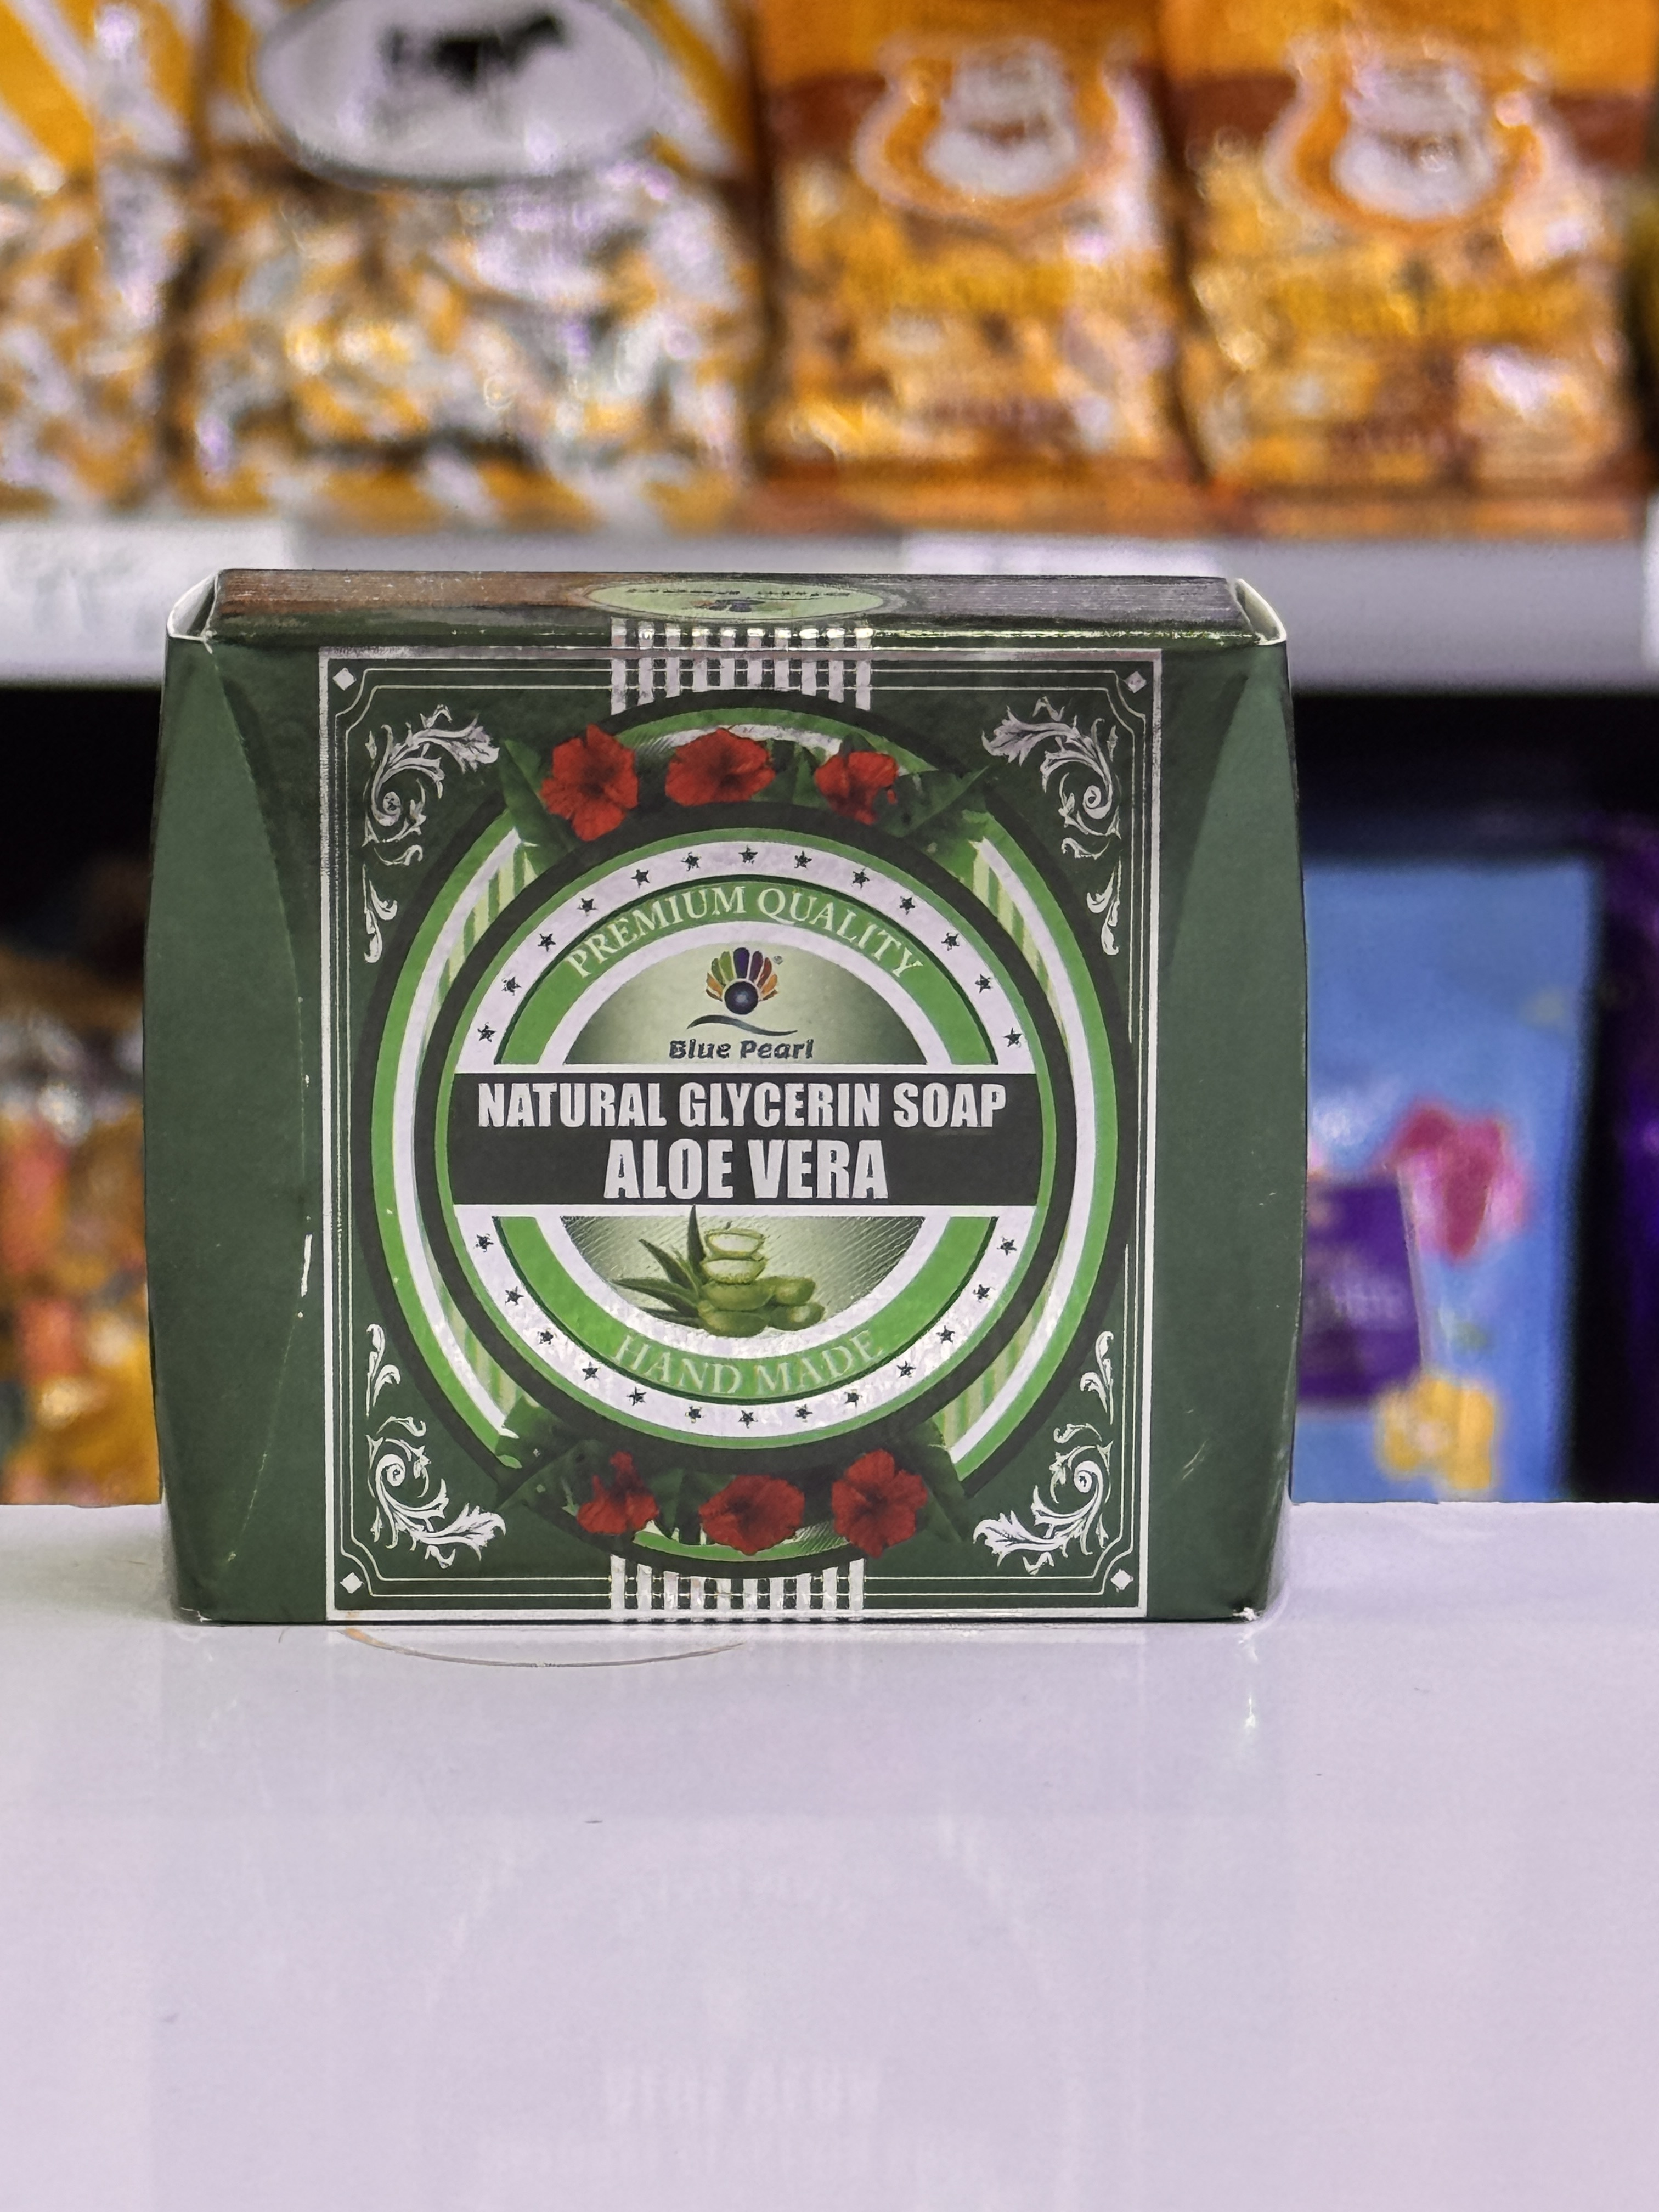 PREMIUM QUALITY
Blue Pearl
NATURAL GLYCERIN SOAP
ALOE VERA
HAND MADE